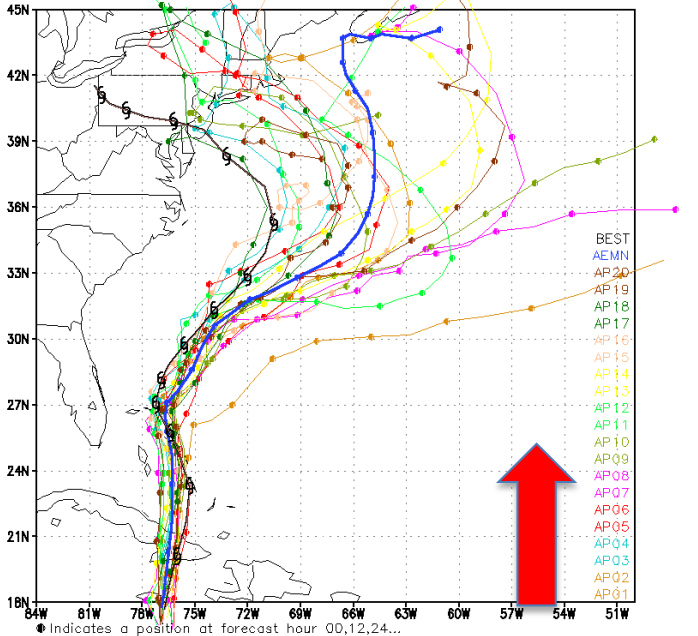 45N
42N
39N
36N
33N
30N
27N
24N
21N
18N
BEST
AEMN
AP20
AP19
AP18
AP17
AP16
AP15
AP14
AP13
AP12
AP11
AP10
AP09
AP08
AP07
AP06
AP05
AP04
AP03
AP02
AP01
84W 81W 78W 75W 72W 69W 66W 63W 60W 57W 54W 51W
Indicates a position at forecast hour 00,12,24...